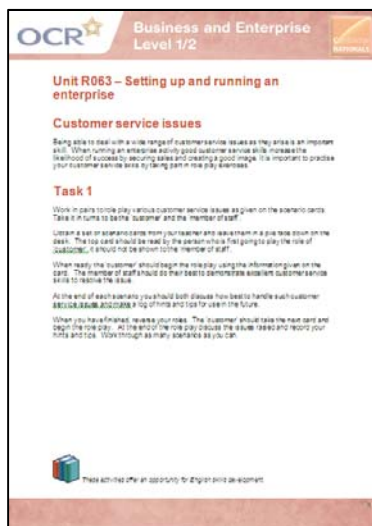 OCR
Business and Enterprise
Level 1/2
NATIONALS
Unit R063 – Setting up and running an
enterprise
Customer service issues
Being able to deal with a wide range of customer service issues as they arise is an important
skill. When running an enterprise activity good customer service skills increase the
likelihood of success by securing sales and creating a good image. It is important to practise
your customer service skills by taking part in role play exercises.
Task 1
Work in pairs to role play various customer service issues as given on the scenario cards.
Take it in turns to be the 'customer' and the 'member of staff'.
Obtain a set of scenario cards from your teacher and leave them in a pile face down on the
desk. The top card should be read by the person who is first going to play the role of
'customer', it should not be shown to the 'member of staff'.
When ready the 'customer' should begin the role play using the information given on the
card. The member of staff should do their best to demonstrate excellent customer service
skills to resolve the issue.
At the end of each scenario you should both discuss how best to handle such customer
service issues and make a log of hints and tips for use in the future.
When you have finished, reverse your roles. The 'customer' should take the next card and
begin the role play. At the end of the role play discuss the issues raised and record your
hints and tips. Work through as many scenarios as you can.
These activities offer an opportunity for English skills development.